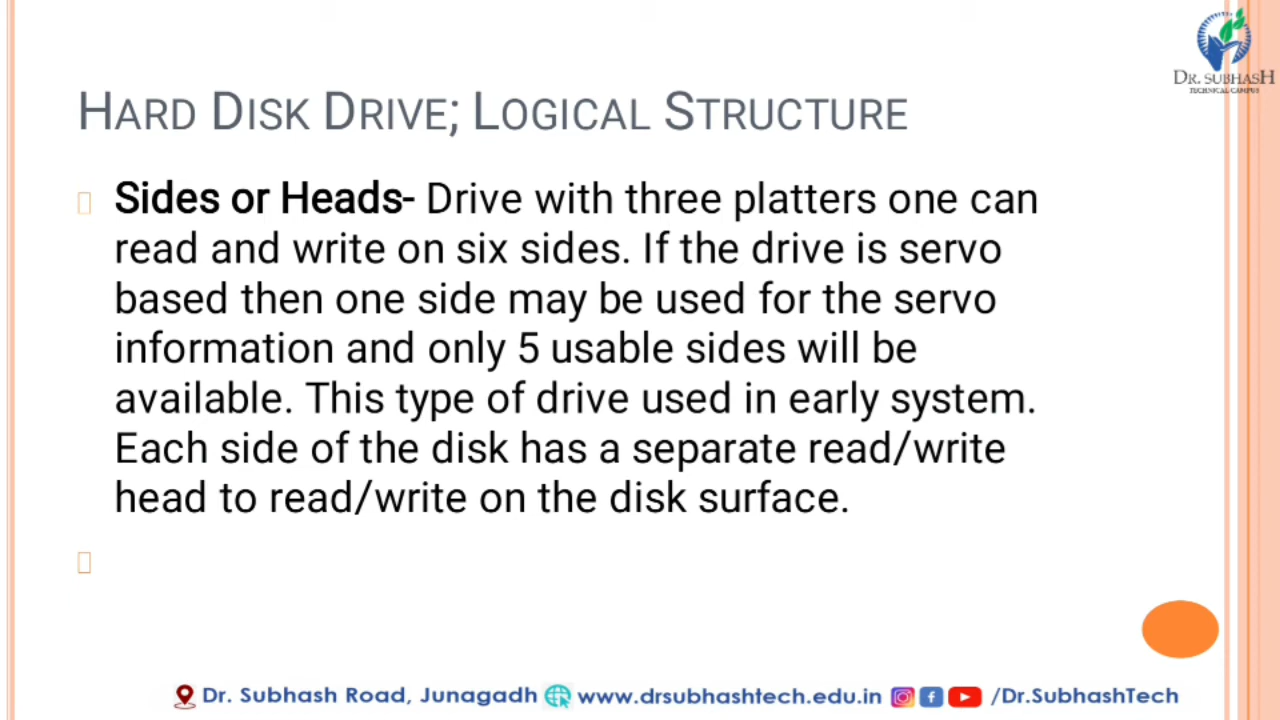 DR. SUBHASH
TECHNICAL CAMPUS
HARD DISK DRIVE; LOGICAL STRUCTURE
Sides or Heads- Drive with three platters one can
read and write on six sides. If the drive is servo
based then one side may be used for the servo
information and only 5 usable sides will be
available. This type of drive used in early system.
Each side of the disk has a separate read/write
head to read/write on the disk surface.
Dr. Subhash Road, Junagadh www.drsubhashtech.edu.in /Dr.SubhashTech